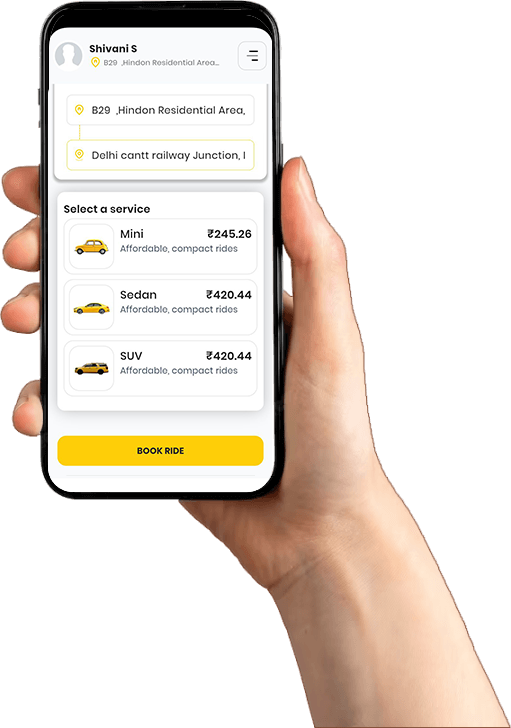 Shivani S
B29 ,Hindon Residential Area...
B29 ,Hindon Residential Area,
Delhi cantt railway Junction, I
Select a service
Mini ₹245.26
Affordable, compact rides
Sedan ₹420.44
Affordable, compact rides
SUV ₹420.44
Affordable, compact rides
BOOK RIDE